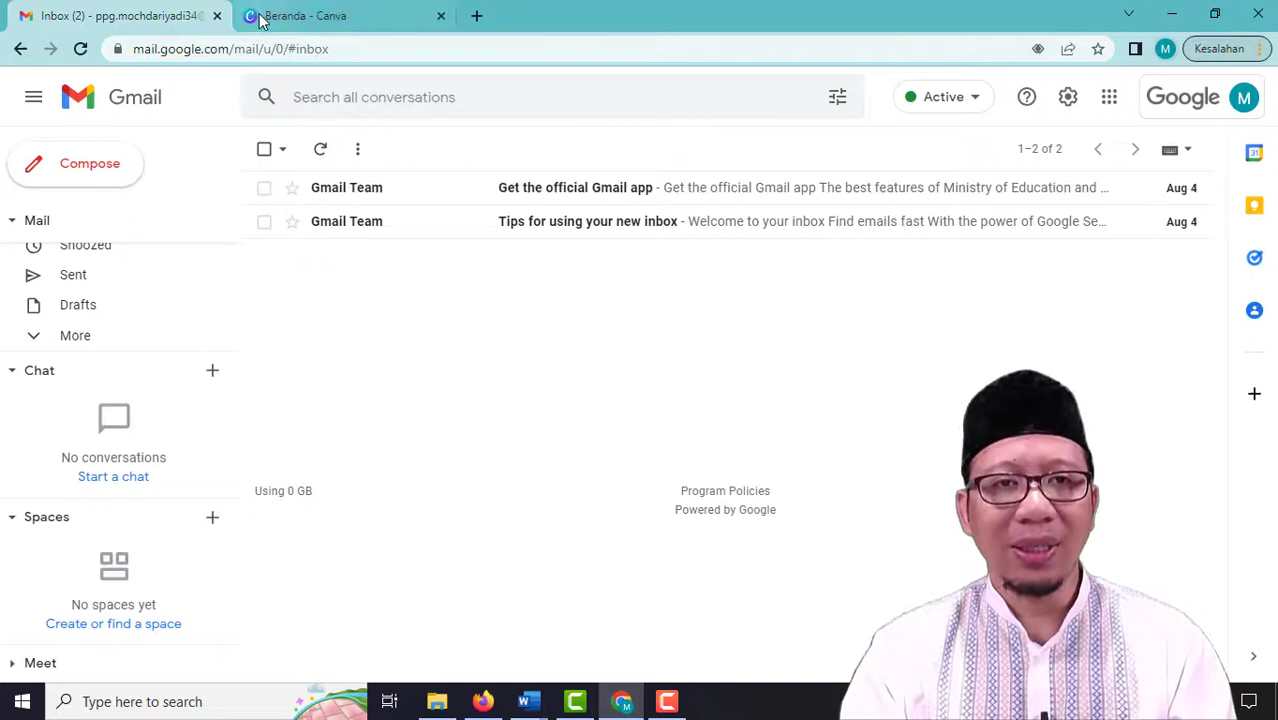 Inbox (2) - ppg.mochdariyadi34@
Beranda - Canva
mail.google.com/mail/u/0/#inbox
Kesalahan
Gmail
Search all conversations
Active
Google
M
Compose
1–2 of 2
Gmail Team
Get the official Gmail app - Get the official Gmail app The best features of Ministry of Education and ...
Aug 4
Mail
Gmail Team
Tips for using your new inbox - Welcome to your inbox Find emails fast With the power of Google Se...
Aug 4
Snoozed
Sent
Drafts
More
Chat
No conversations
Start a chat
Using 0 GB
Program Policies
Powered by Google
Spaces
No spaces yet
Create or find a space
Meet
Type here to search